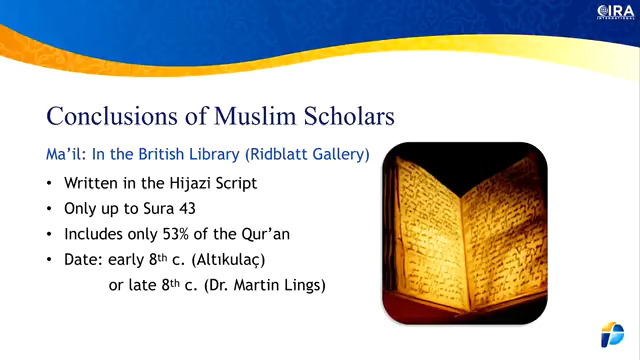 CIRA
INTERNATIONAL
Conclusions of Muslim Scholars
Ma’il: In the British Library (Ridblatt Gallery)
• Written in the Hijazi Script
• Only up to Sura 43
• Includes only 53% of the Qur’an
• Date: early 8th c. (Altıkulaç)
or late 8th c. (Dr. Martin Lings)